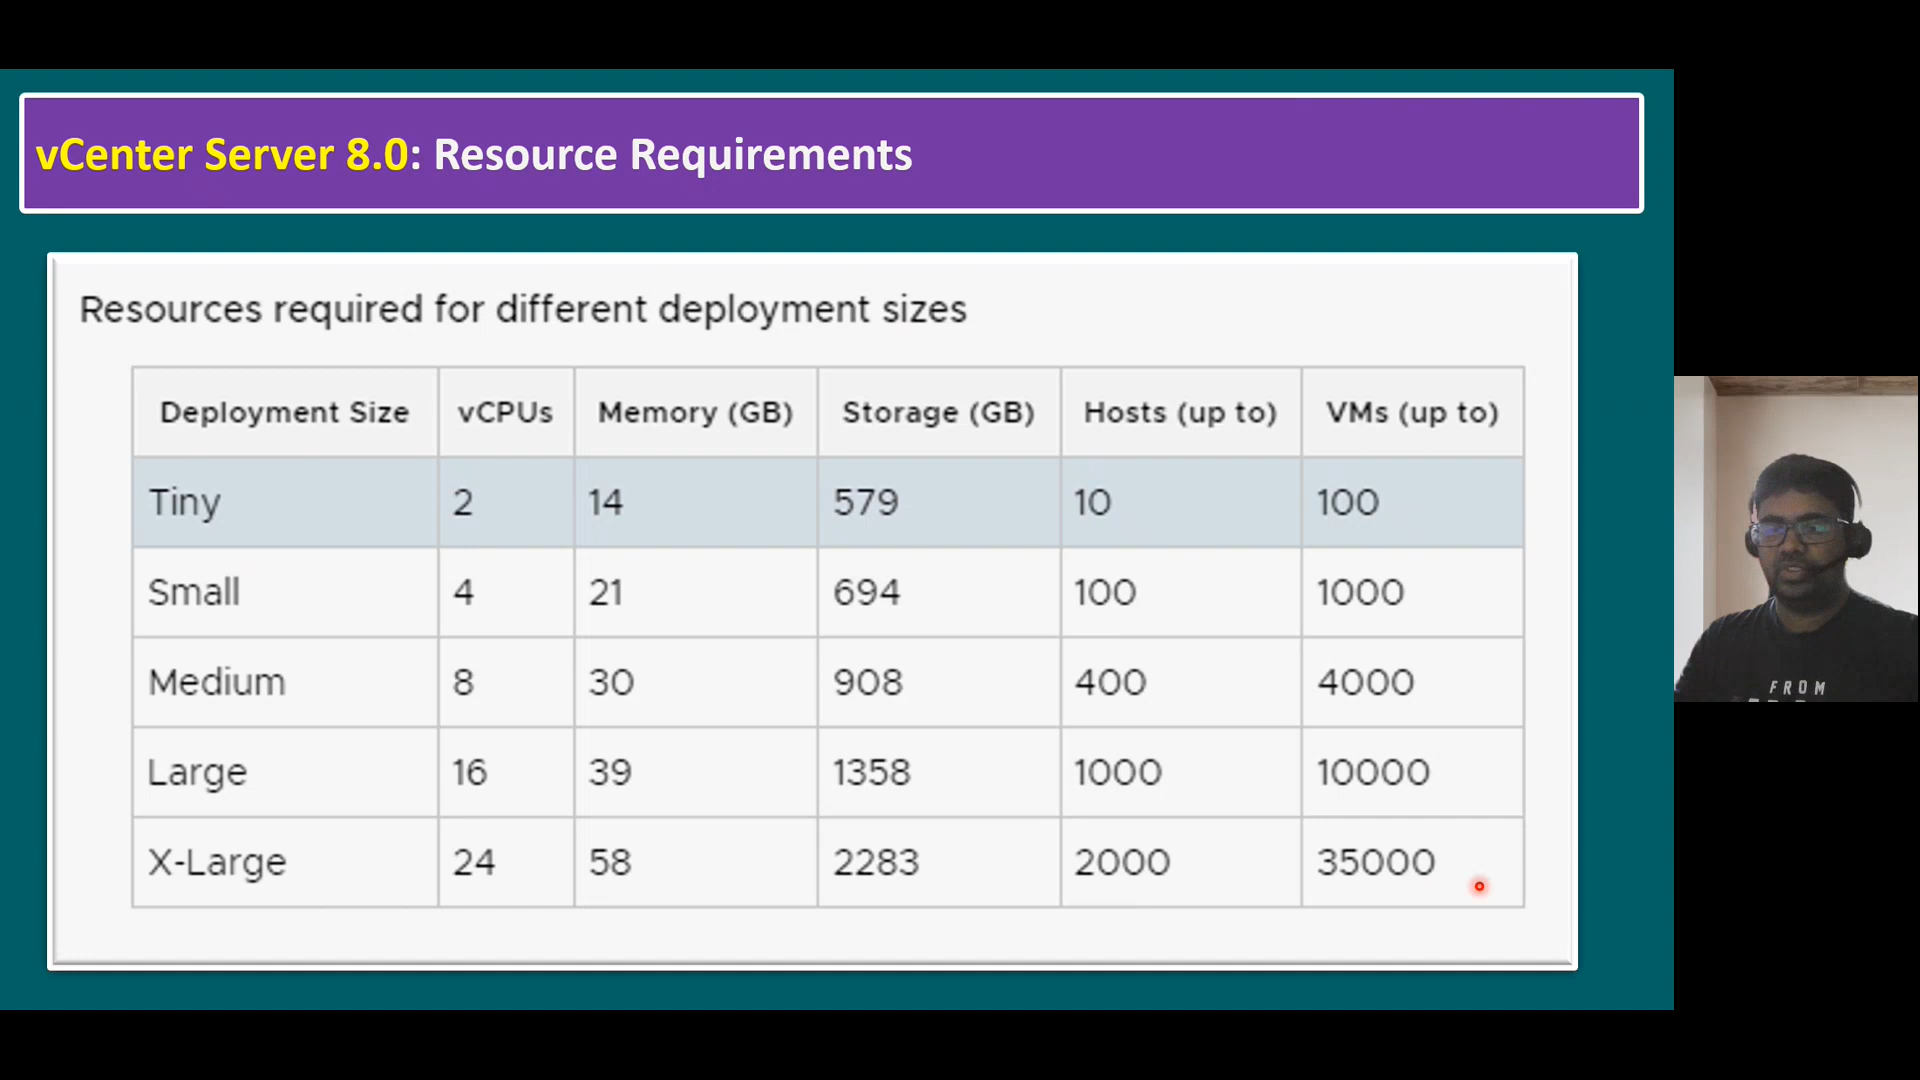 vCenter Server 8.0: Resource Requirements
Resources required for different deployment sizes
Deployment Size vCPUs Memory (GB) Storage (GB) Hosts (up to) VMs (up to)
Tiny 2 14 579 10 100
Small 4 21 694 100 1000
Medium 8 30 908 400 4000
Large 16 39 1358 1000 10000
X-Large 24 58 2283 2000 35000
FROM